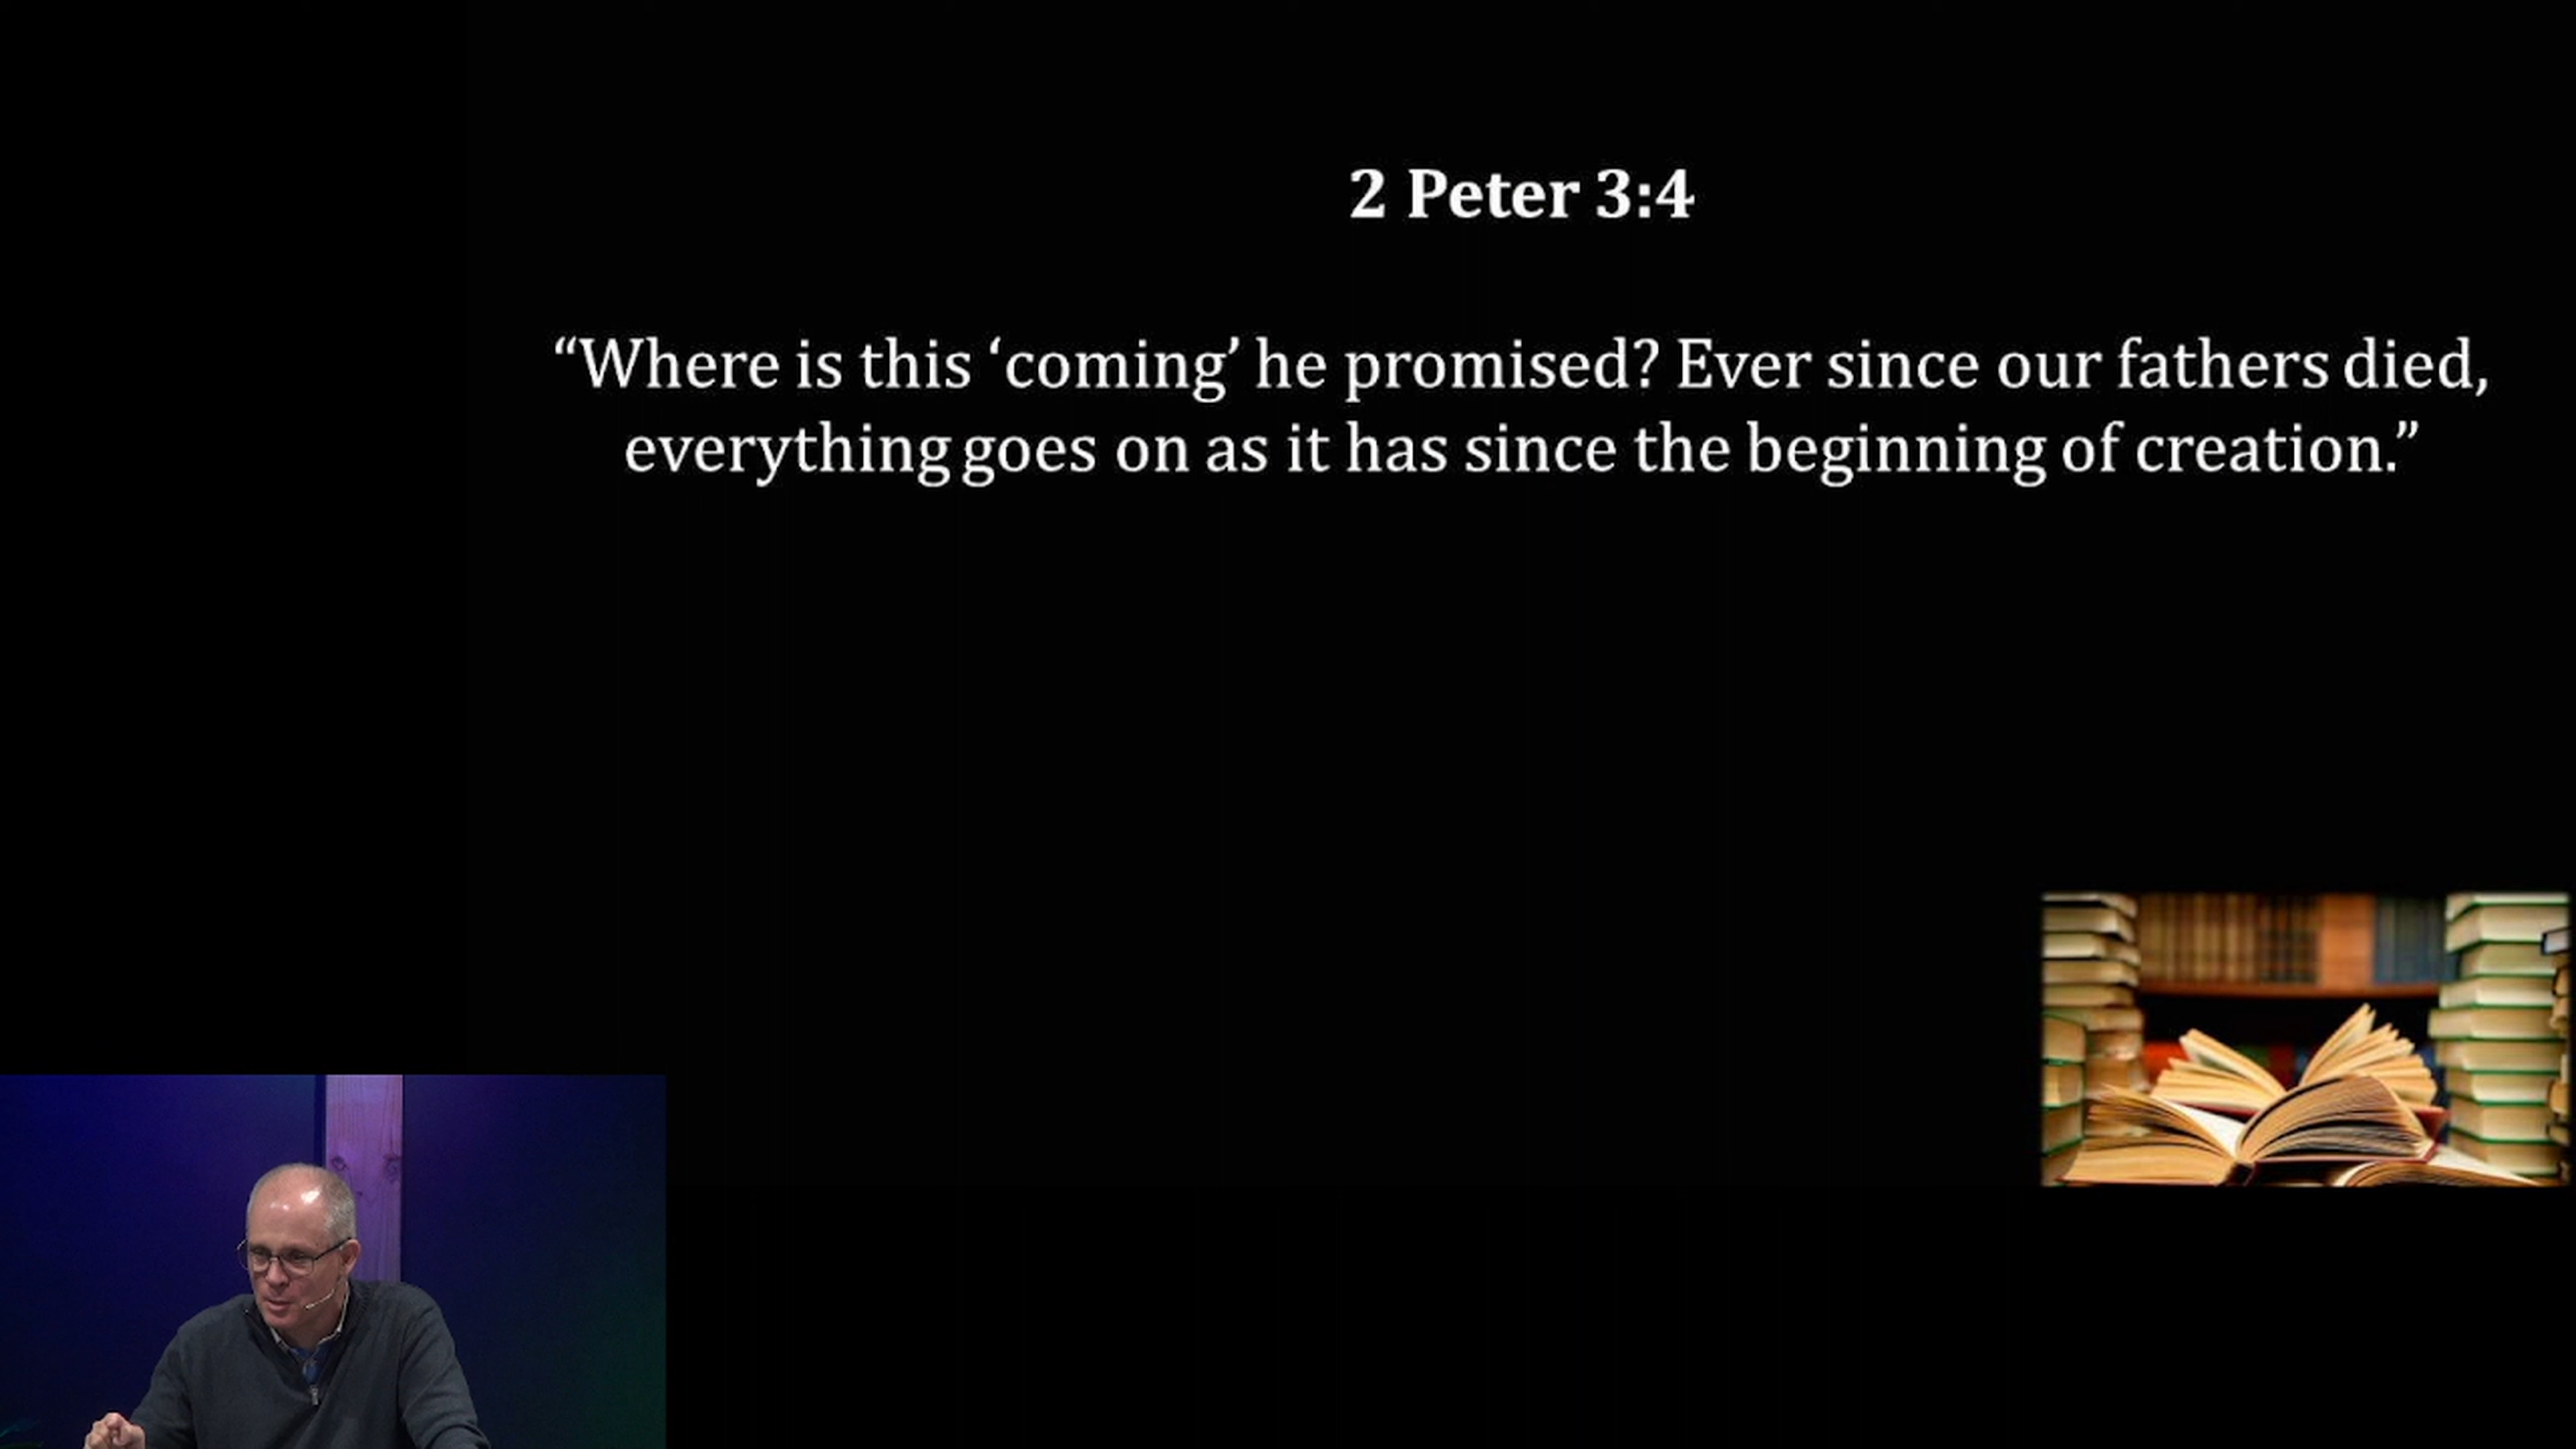 2 Peter 3:4
“Where is this ‘coming’ he promised? Ever since our fathers died,
everything goes on as it has since the beginning of creation.”